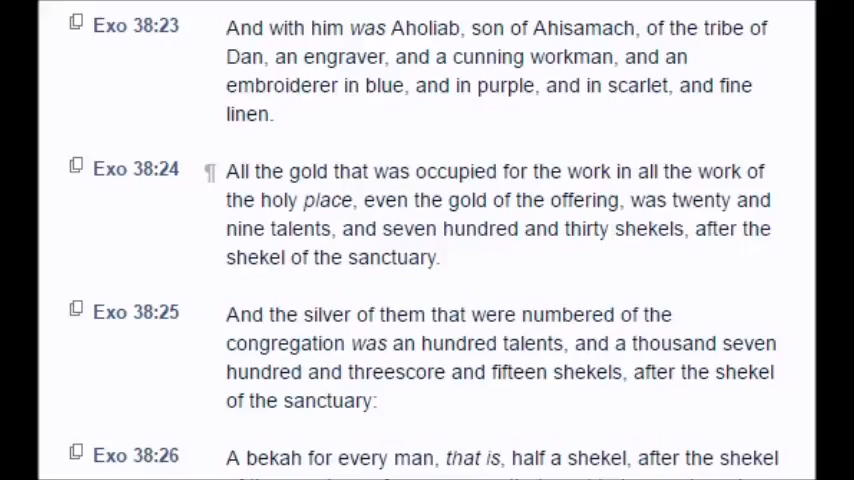 Exo 38:23 And with him was Aholiab, son of Ahisamach, of the tribe of
Dan, an engraver, and a cunning workman, and an
embroiderer in blue, and in purple, and in scarlet, and fine
linen.
Exo 38:24 ¶ All the gold that was occupied for the work in all the work of
the holy place, even the gold of the offering, was twenty and
nine talents, and seven hundred and thirty shekels, after the
shekel of the sanctuary.
Exo 38:25 And the silver of them that were numbered of the
congregation was an hundred talents, and a thousand seven
hundred and threescore and fifteen shekels, after the shekel
of the sanctuary:
Exo 38:26 A bekah for every man, that is, half a shekel, after the shekel